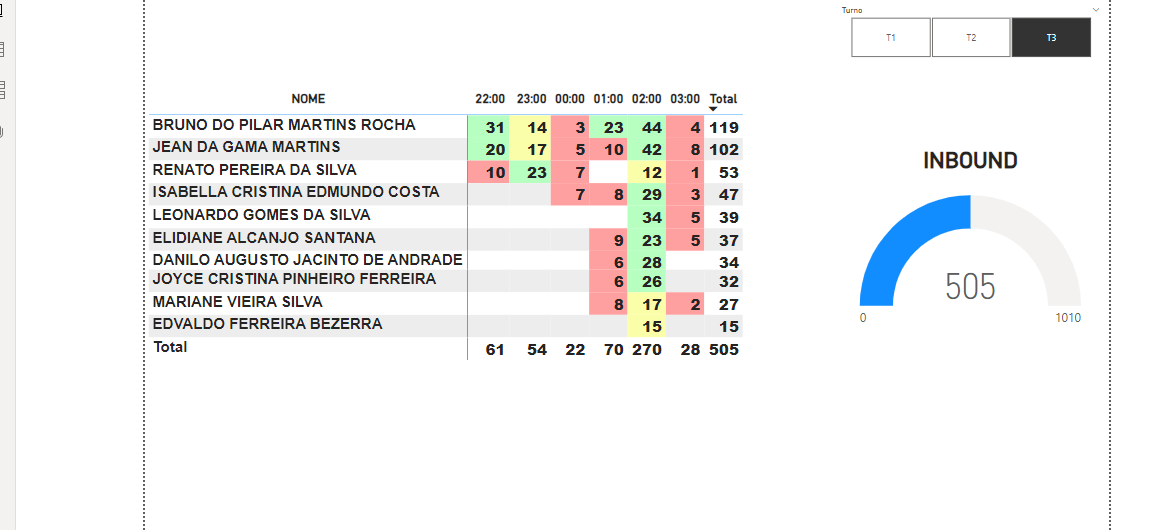 Turno
T1 T2 T3
NOME 22:00 23:00 00:00 01:00 02:00 03:00 Total
BRUNO DO PILAR MARTINS ROCHA 31 14 3 23 44 4 119
JEAN DA GAMA MARTINS 20 17 5 10 42 8 102
RENATO PEREIRA DA SILVA 10 23 7 12 1 53
ISABELLA CRISTINA EDMUNDO COSTA 7 8 29 3 47
LEONARDO GOMES DA SILVA 34 5 39
ELIDIANE ALCANJO SANTANA 9 23 5 37
DANILO AUGUSTO JACINTO DE ANDRADE 6 28 34
JOYCE CRISTINA PINHEIRO FERREIRA 6 26 32
MARIANE VIEIRA SILVA 8 17 2 27
EDVALDO FERREIRA BEZERRA 15 15
Total 61 54 22 70 270 28 505
INBOUND
505
0 1010